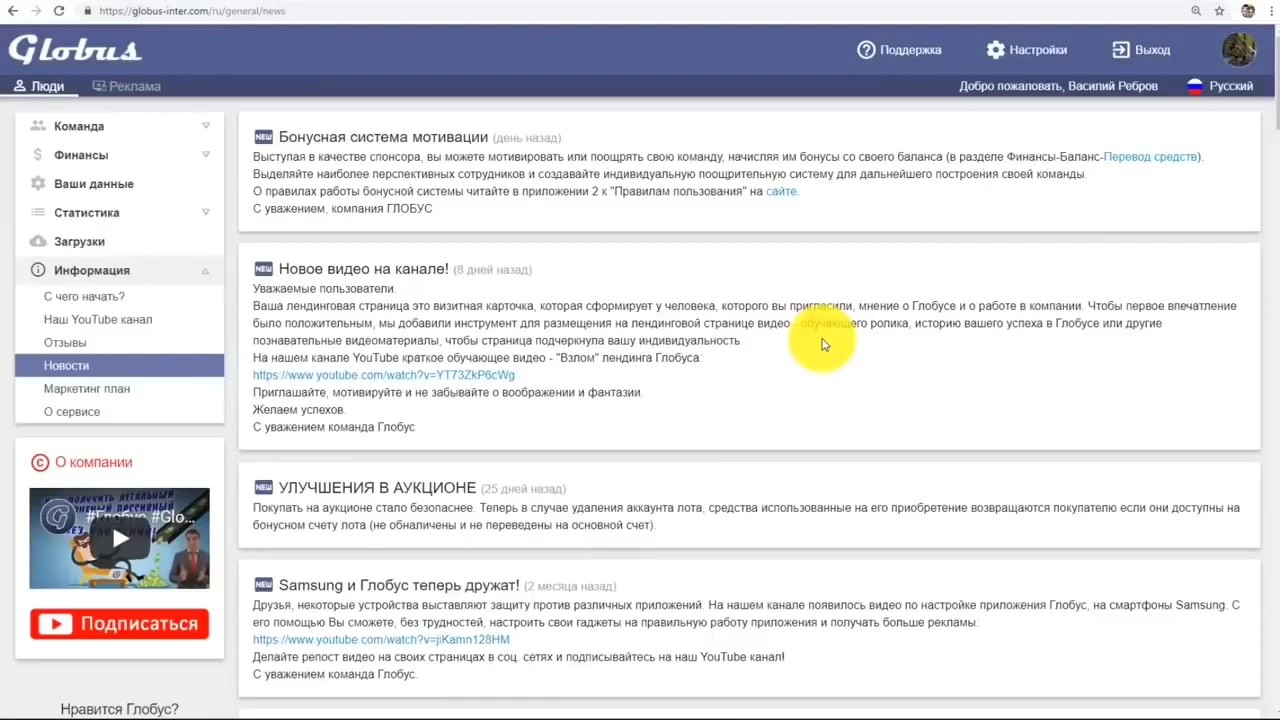 https://globus-inter.com/ru/general/news
Globus
Поддержка
Настройки
Выход
Люди
Реклама
Добро пожаловать, Василий Ребров
Русский
Команда
Финансы
Ваши данные
Статистика
Загрузки
Информация
С чего начать?
Наш YouTube канал
Отзывы
Новости
Маркетинг план
О сервисе
О компании
#Глобус #Glo...
Подписаться
Нравится Глобус?
NEW Бонусная система мотивации (день назад)
Выступая в качестве спонсора, вы можете мотивировать или поощрять свою команду, начисляя им бонусы со своего баланса (в разделе Финансы-Баланс-Перевод средств).
Выделяйте наиболее перспективных сотрудников и создавайте индивидуальную поощрительную систему для дальнейшего построения своей команды.
О правилах работы бонусной системы читайте в приложении 2 к "Правилам пользования" на сайте.
С уважением, компания ГЛОБУС
NEW Новое видео на канале! (8 дней назад)
Уважаемые пользователи.
Ваша лендинговая страница это визитная карточка, которая сформирует у человека, которого вы пригласили, мнение о Глобусе и о работе в компании. Чтобы первое впечатление
было положительным, мы добавили инструмент для размещения на лендинговой странице видео - обучающего ролика, историю вашего успеха в Глобусе или другие
познавательные видеоматериалы, чтобы страница подчеркнула вашу индивидуальность.
На нашем канале YouTube краткое обучающее видео - "Взлом" лендинга Глобуса:
https://www.youtube.com/watch?v=YT73ZkP6cWg
Приглашайте, мотивируйте и не забывайте о воображении и фантазии.
Желаем успехов.
С уважением команда Глобус
NEW УЛУЧШЕНИЯ В АУКЦИОНЕ (25 дней назад)
Покупать на аукционе стало безопаснее. Теперь в случае удаления аккаунта лота, средства использованные на его приобретение возвращаются покупателю если они доступны на
бонусном счету лота (не обналичены и не переведены на основной счет).
NEW Samsung и Глобус теперь дружат! (2 месяца назад)
Друзья, некоторые устройства выставляют защиту против различных приложений. На нашем канале появилось видео по настройке приложения Глобус, на смартфоны Samsung. С
его помощью Вы сможете, без трудностей, настроить свои гаджеты на правильную работу приложения и получать больше рекламы:
https://www.youtube.com/watch?v=jiKamn128HM
Делайте репост видео на своих страницах в соц. сетях и подписывайтесь на наш YouTube канал!
С уважением команда Глобус.